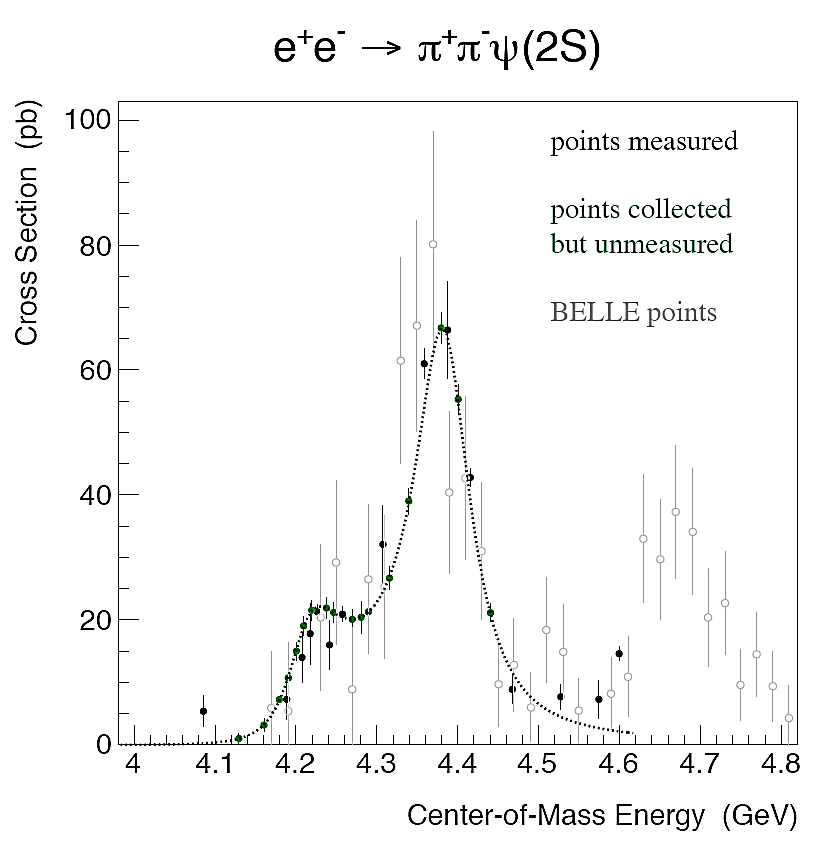 e⁺e⁻ → π⁺π⁻ψ(2S)
Cross Section (pb)
100
80
60
40
20
0
points measured
points collected
but unmeasured
BELLE points
4 4.1 4.2 4.3 4.4 4.5 4.6 4.7 4.8
Center-of-Mass Energy (GeV)